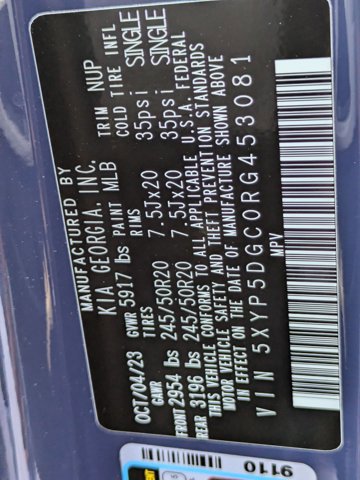 MANUFACTURED BY
KIA GEORGIA, INC.
OCT/04/23 GVWR 5917 lbs PAINT MLB TRIM NUP
GAWR TIRES RIMS COLD TIRE INFL
FRT 2954 lbs 245/50R20 7.5Jx20 35psi SINGLE
REAR 3196 lbs 245/50R20 7.5Jx20 35psi SINGLE
THIS VEHICLE CONFORMS TO ALL APPLICABLE U.S.A. FEDERAL
MOTOR VEHICLE SAFETY AND THEFT PREVENTION STANDARDS
IN EFFECT ON THE DATE OF MANUFACTURE SHOWN ABOVE
VIN 5XYP5DGC0RG453081
MPV
9110